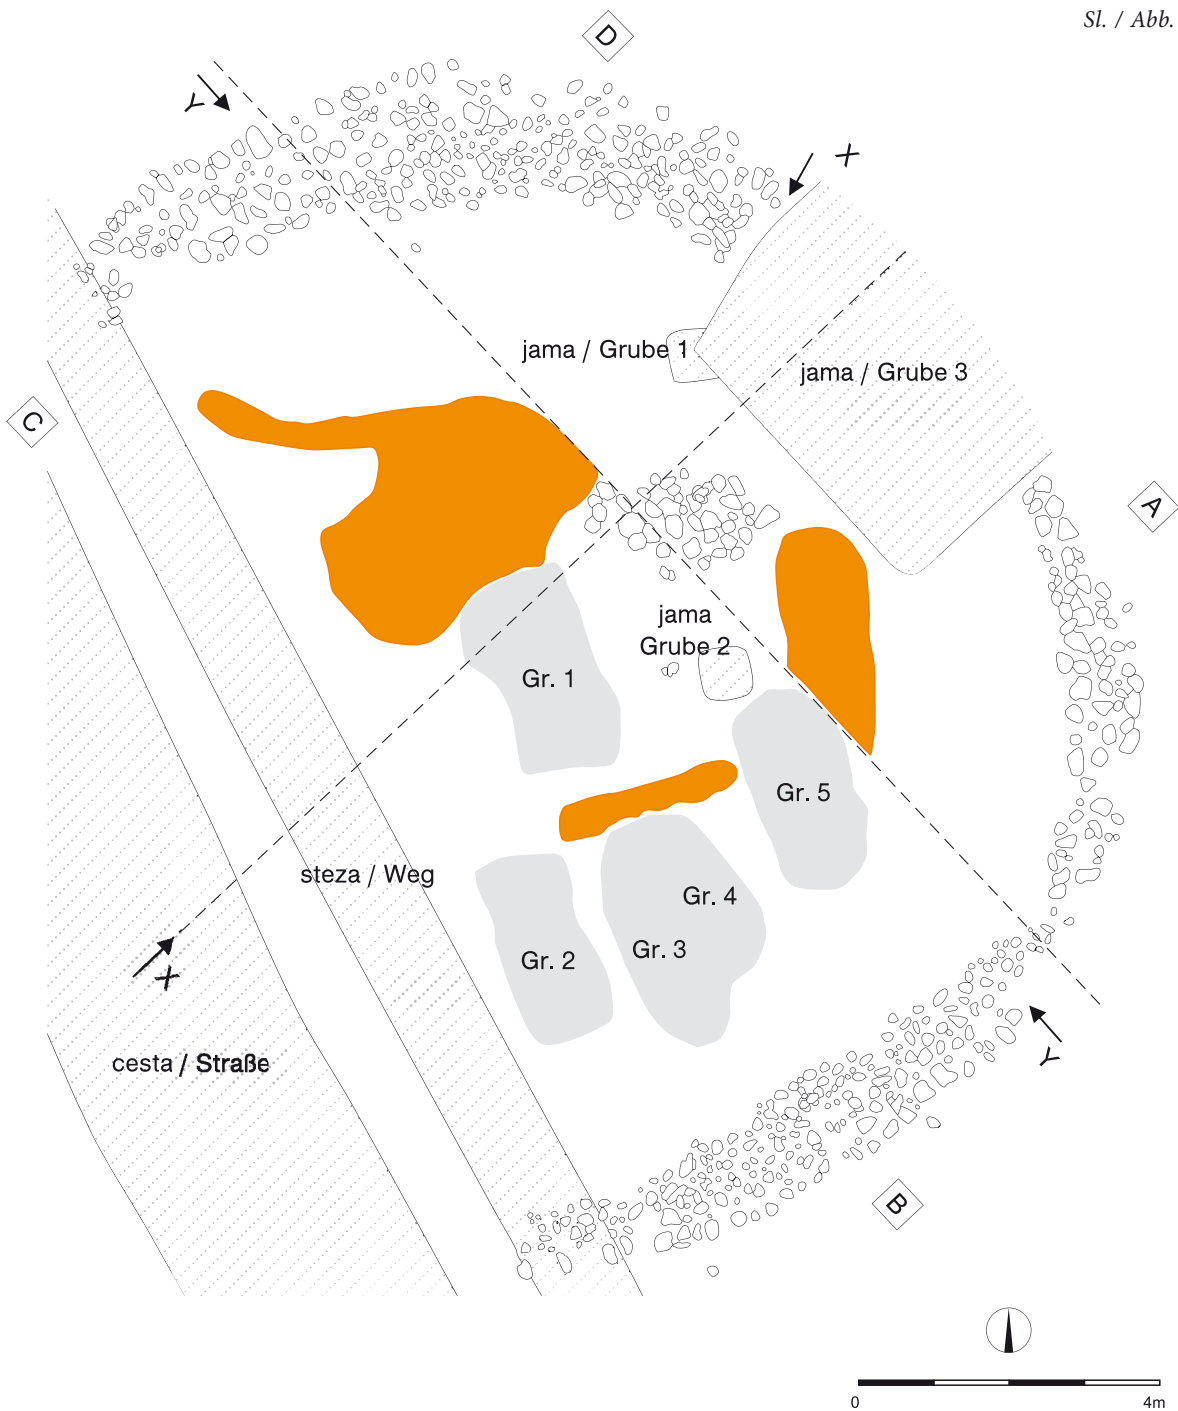 Sl. / Abb.
D
Y
X
jama / Grube 1
jama / Grube 3
C
A
jama
Grube 2
Gr. 1
Gr. 5
steza / Weg
Gr. 4
Gr. 3
Gr. 2
X
cesta / Straße
Y
B
0 4m